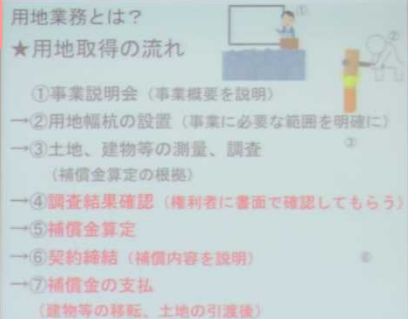 用地業務とは？
★用地取得の流れ
①
②
①事業説明会（事業概要を説明）
→②用地幅杭の設置（事業に必要な範囲を明確に）
→③土地、建物等の測量、調査
③
（補償金算定の根拠）
→④調査結果確認（権利者に書面で確認してもらう）
→⑤補償金算定
→⑥契約締結（補償内容を説明）
→⑦補償金の支払
（建物等の移転、土地の引渡後）